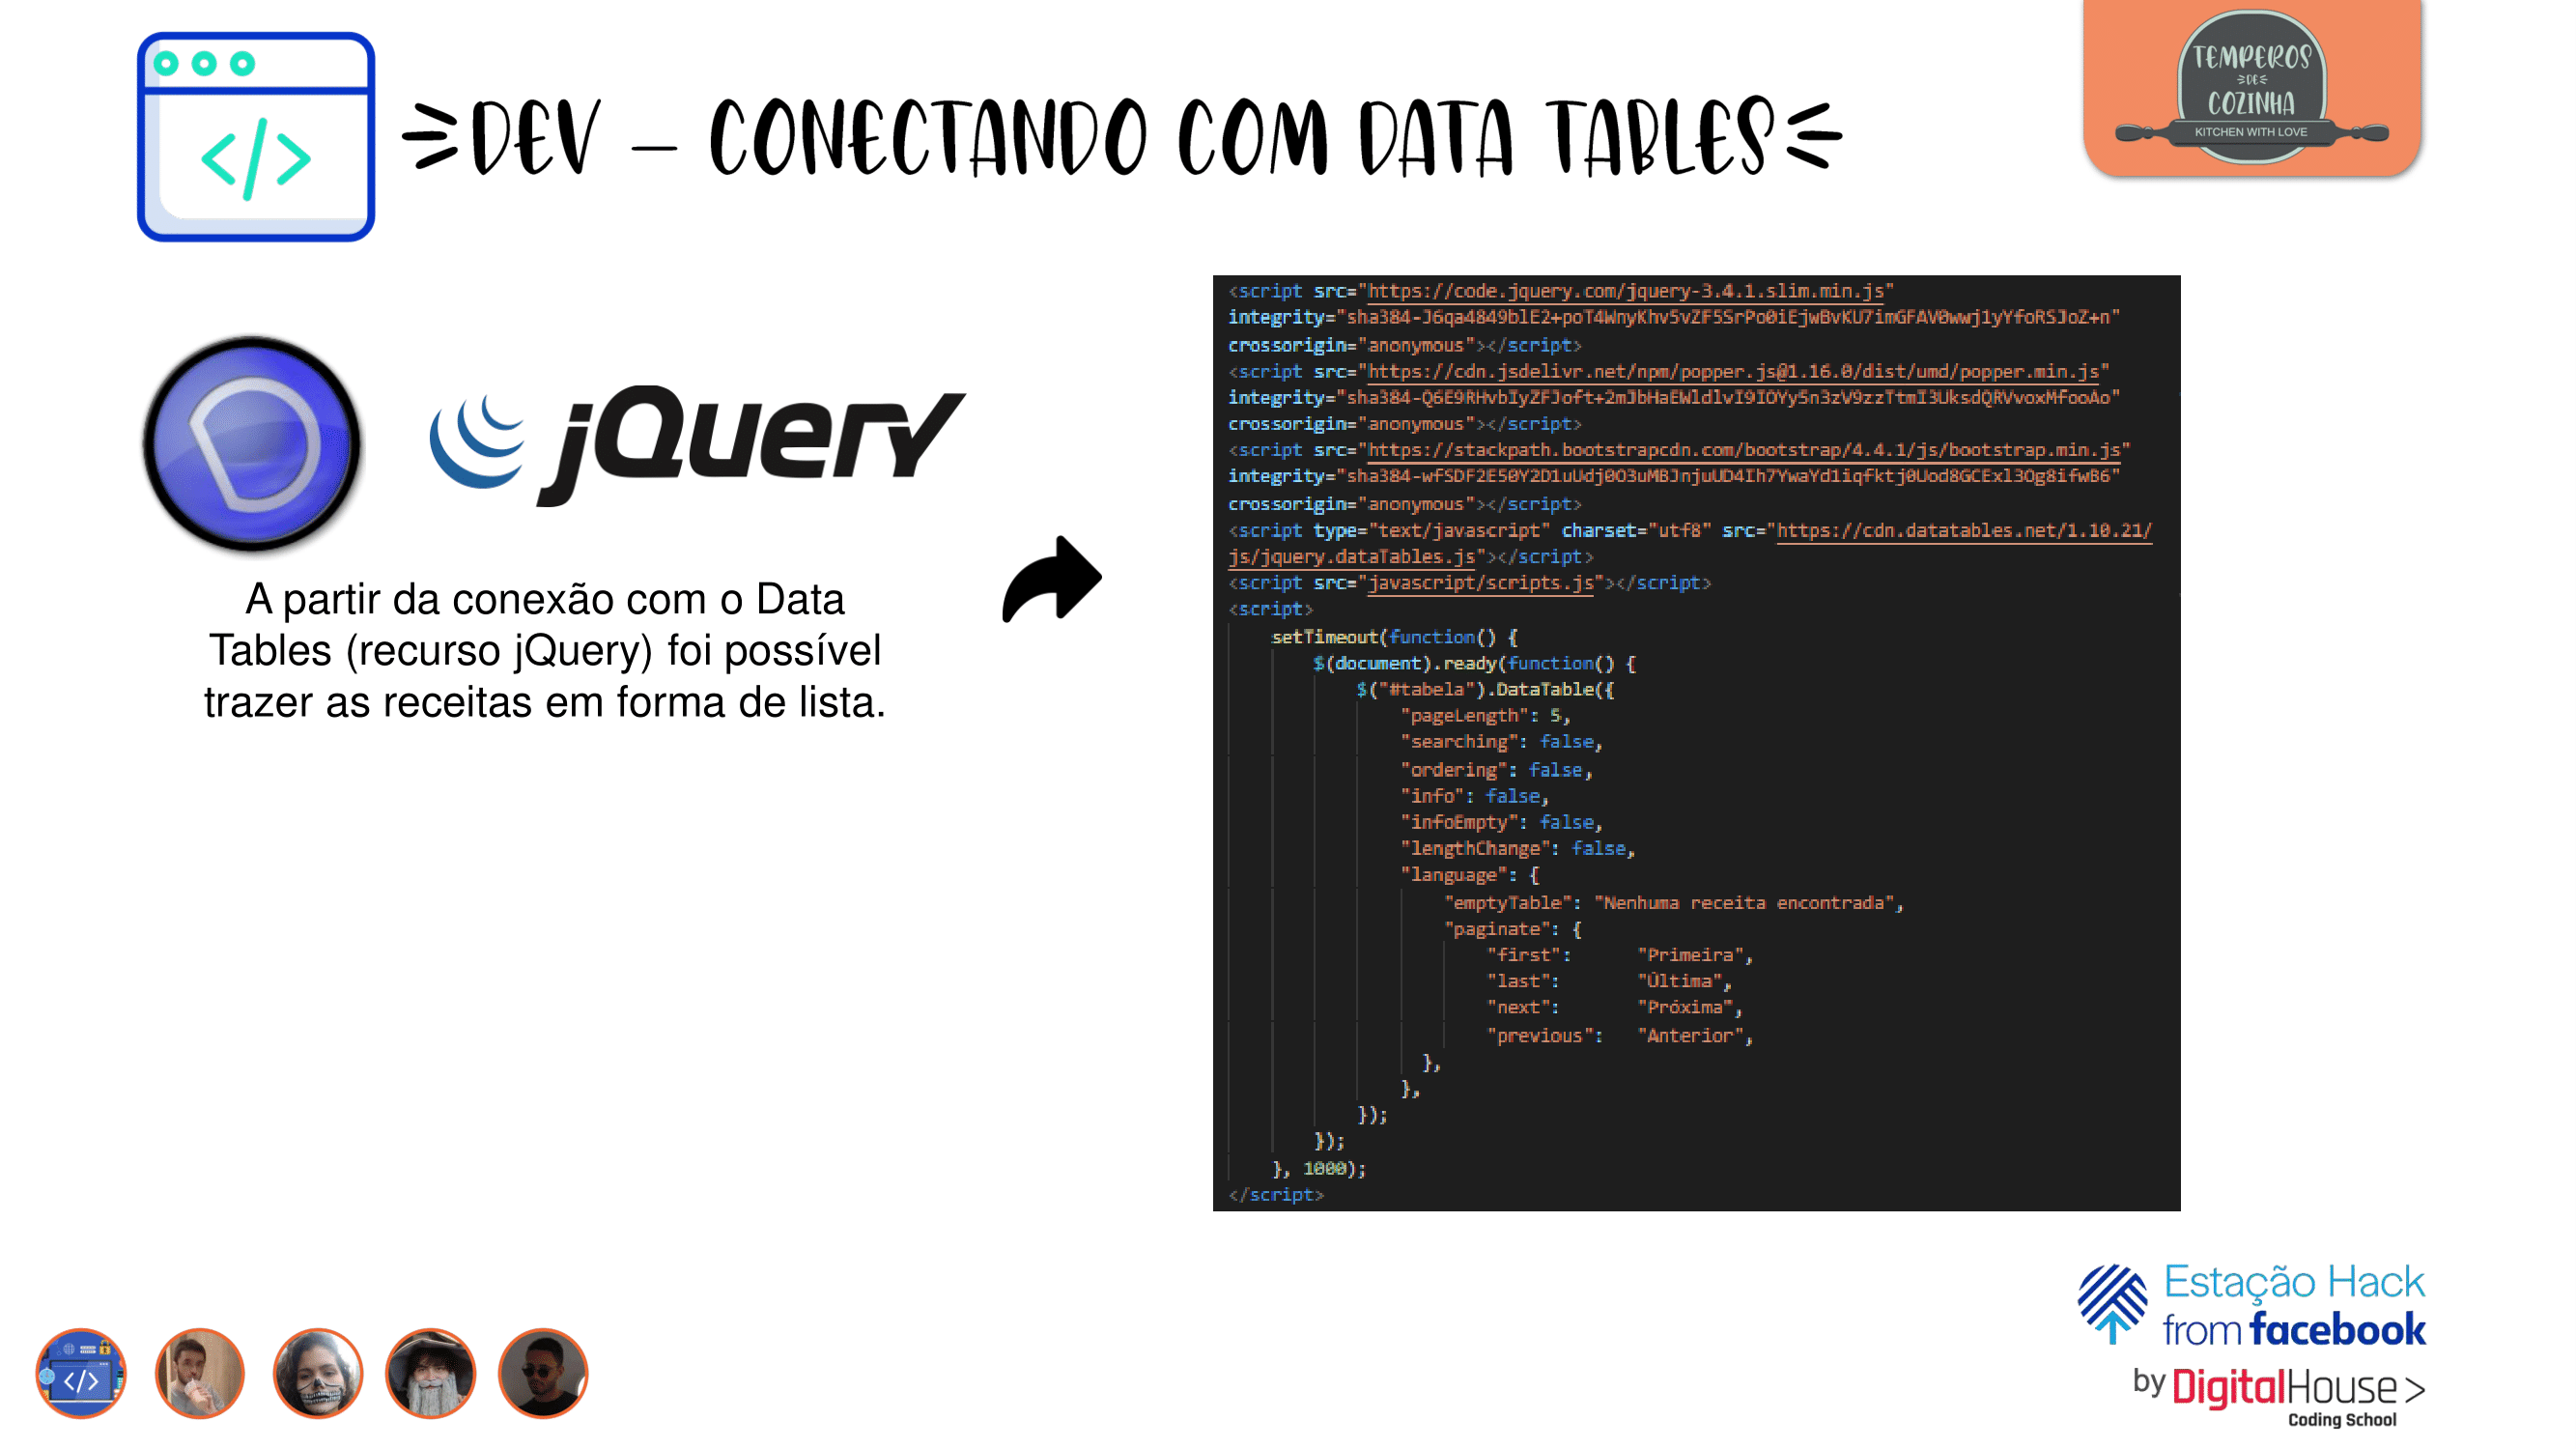 DEV – CONECTANDO COM DATA TABLES
TEMPEROS
DE
COZINHA
KITCHEN WITH LOVE
jQuery
A partir da conexão com o Data
Tables (recurso jQuery) foi possível
trazer as receitas em forma de lista.
<script src="https://code.jquery.com/jquery-3.4.1.slim.min.js"
integrity="sha384-J6qa4849blE2+poT4WnyKhv5vZF5SrPo0iEjwBvKU7imGFAV0wwj1yYfoRSJoZ+n"
crossorigin="anonymous"></script>
<script src="https://cdn.jsdelivr.net/npm/popper.js@1.16.0/dist/umd/popper.min.js"
integrity="sha384-Q6E9RHvbIyZFJoft+2mJbHaEWldlvI9IOYy5n3zV9zzTtmI3UksdQRVvoxMfooAo"
crossorigin="anonymous"></script>
<script src="https://stackpath.bootstrapcdn.com/bootstrap/4.4.1/js/bootstrap.min.js"
integrity="sha384-wfSDF2E50Y2D1uUdj0O3uMBJnjuUD4Ih7YwaYd1iqfktj0Uod8GCExl3Og8ifwB6"
crossorigin="anonymous"></script>
<script type="text/javascript" charset="utf8" src="https://cdn.datatables.net/1.10.21/
js/jquery.dataTables.js"></script>
<script src="javascript/scripts.js"></script>
<script>
setTimeout(function() {
$(document).ready(function() {
$("#tabela").DataTable({
"pageLength": 5,
"searching": false,
"ordering": false,
"info": false,
"infoEmpty": false,
"lengthChange": false,
"language": {
"emptyTable": "Nenhuma receita encontrada",
"paginate": {
"first": "Primeira",
"last": "Última",
"next": "Próxima",
"previous": "Anterior",
},
},
});
});
}, 1000);
</script>
Estação Hack
from facebook
by DigitalHouse>
Coding School